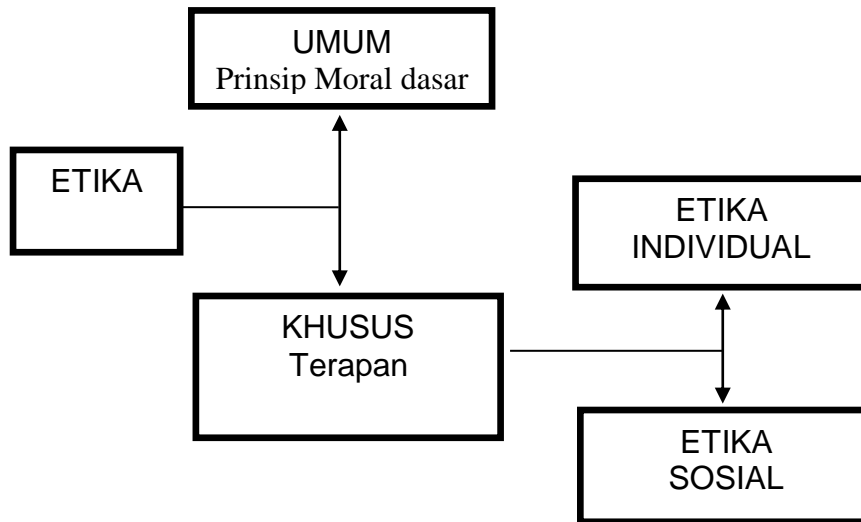 UMUM
Prinsip Moral dasar
ETIKA
ETIKA
INDIVIDUAL
KHUSUS
Terapan
ETIKA
SOSIAL